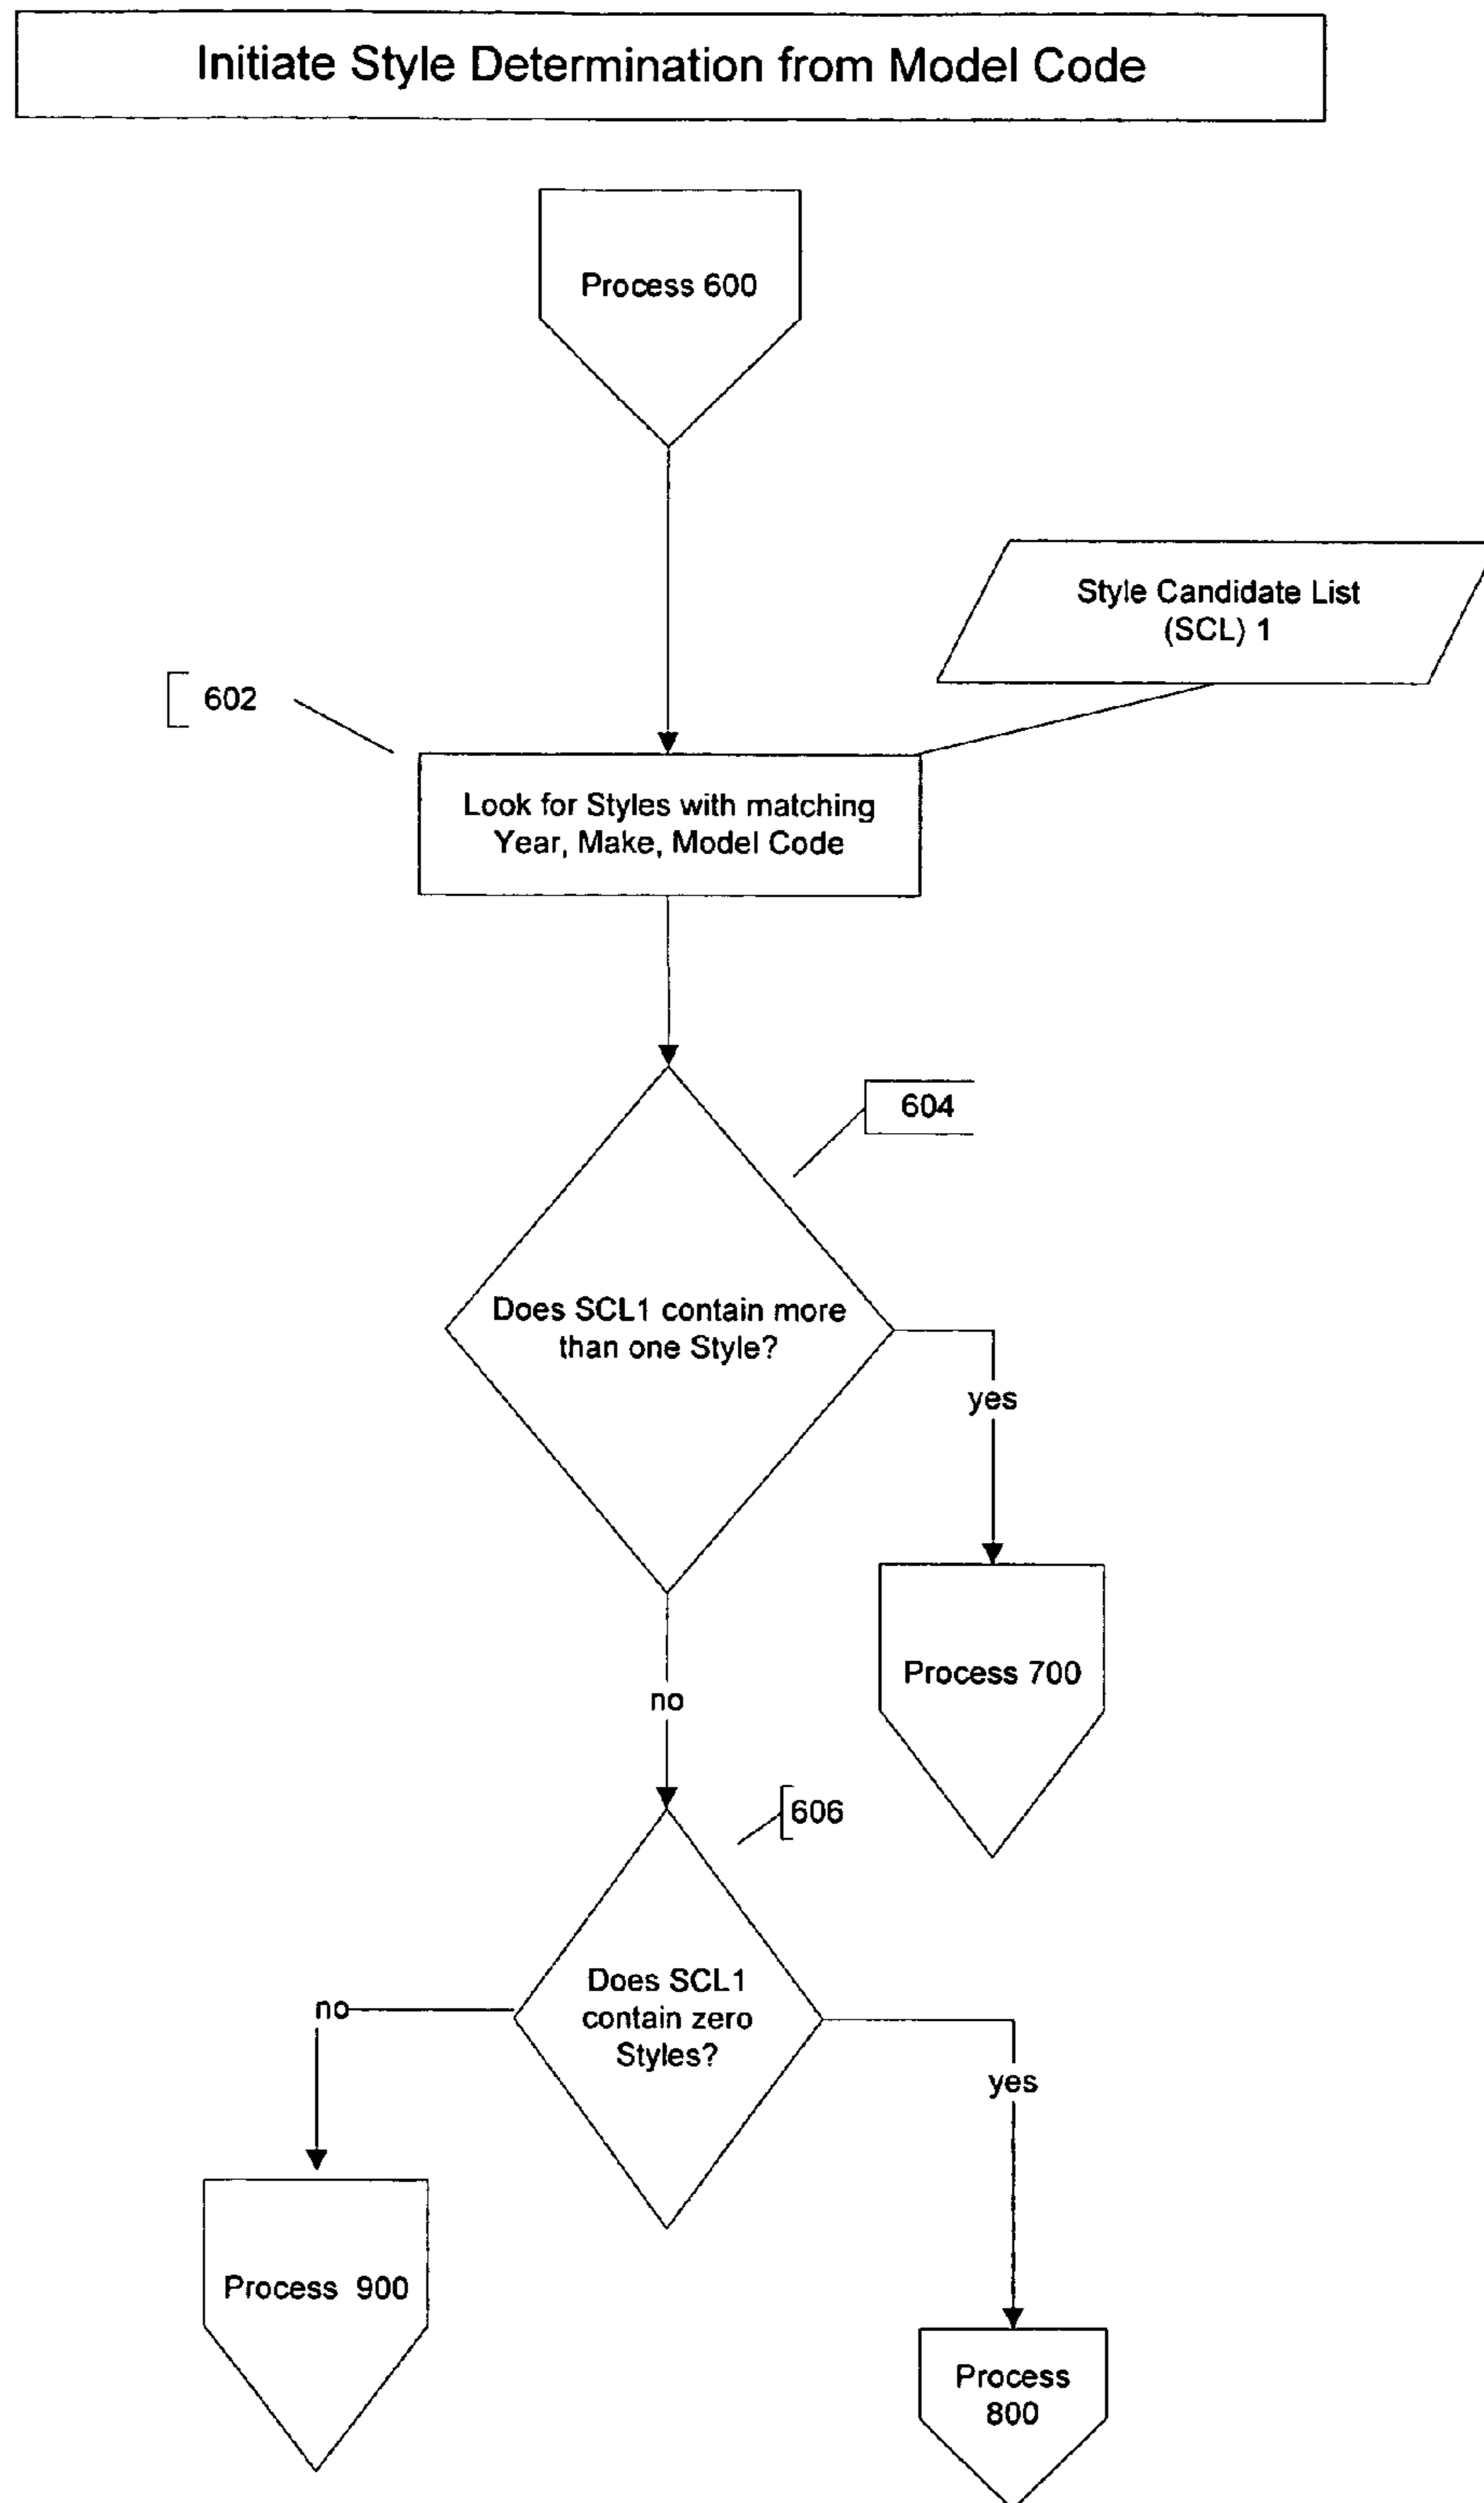 Initiate Style Determination from Model Code
Process 600
Style Candidate List
(SCL) 1
602
Look for Styles with matching
Year, Make, Model Code
604
Does SCL1 contain more
than one Style?
yes
Process 700
no
606
Does SCL1
contain zero
Styles?
no
yes
Process 900
Process
800